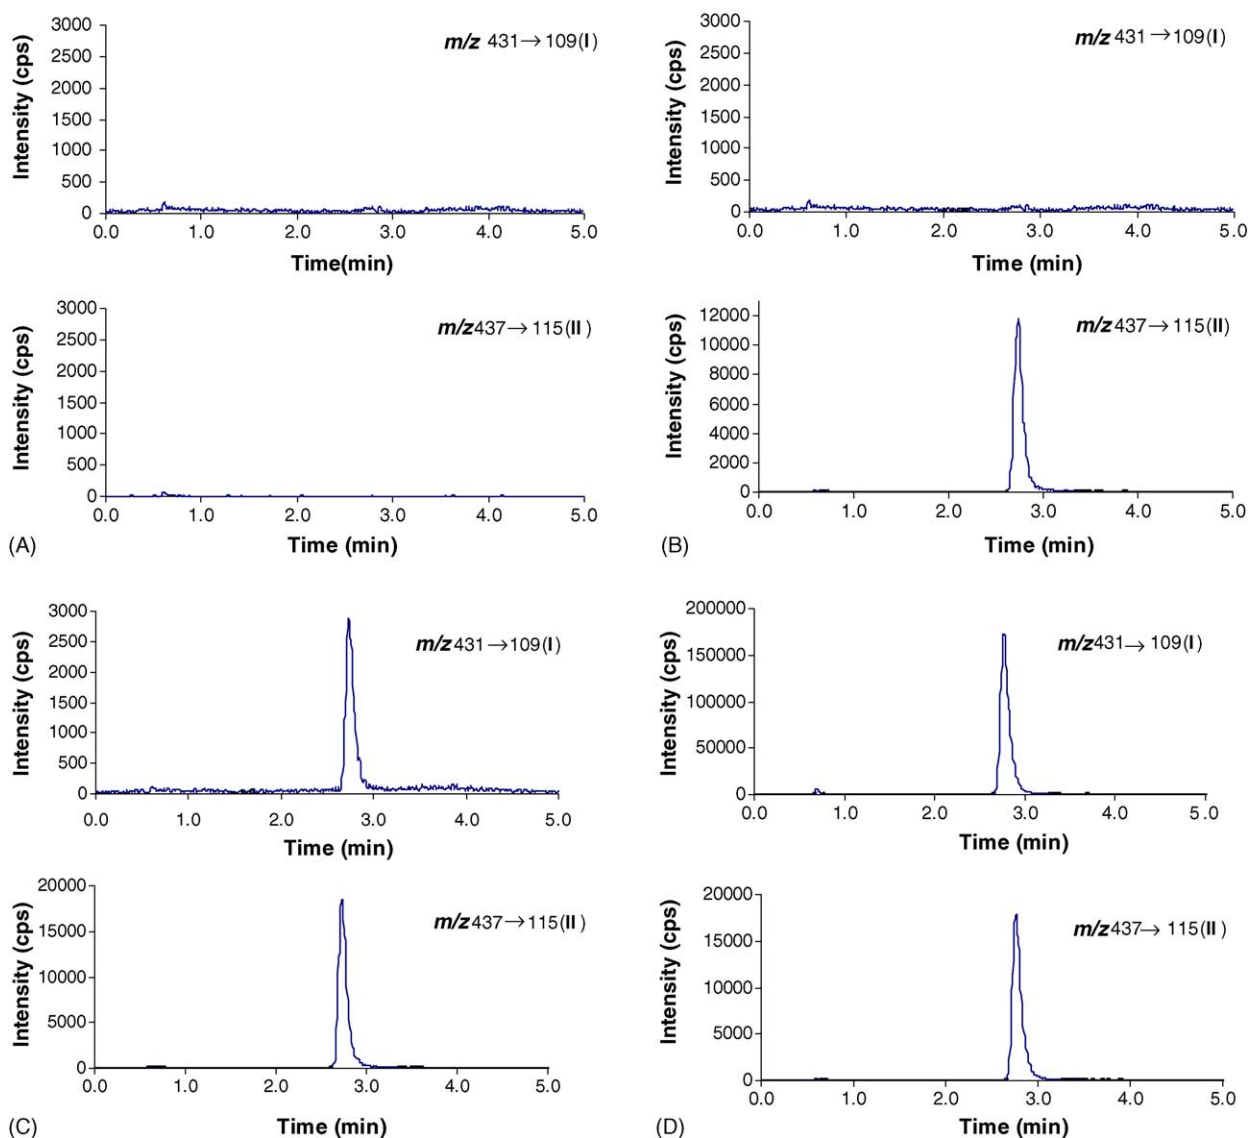 3000
2500
2000
1500
1000
500
0
Intensity (cps)
m/z 431→109(I)
0.0 1.0 2.0 3.0 4.0 5.0
Time(min)
3000
2500
2000
1500
1000
500
0
Intensity (cps)
m/z437→115(II)
0.0 1.0 2.0 3.0 4.0 5.0
Time (min)
(A)
3000
2500
2000
1500
1000
500
0
Intensity (cps)
m/z 431→109(I)
0.0 1.0 2.0 3.0 4.0 5.0
Time (min)
12000
10000
8000
6000
4000
2000
0
Intensity (cps)
m/z 437→115(II)
0.0 1.0 2.0 3.0 4.0 5.0
Time (min)
(B)
3000
2500
2000
1500
1000
500
0
Intensity (cps)
m/z 431→109(I)
0.0 1.0 2.0 3.0 4.0 5.0
Time (min)
20000
15000
10000
5000
0
Intensity (cps)
m/z 437→115(II)
0.0 1.0 2.0 3.0 4.0 5.0
Time (min)
(C)
200000
150000
100000
50000
0
Intensity (cps)
m/z431→ 109(I)
0.0 1.0 2.0 3.0 4.0 5.0
Time (min)
20000
15000
10000
5000
0
Intensity (cps)
m/z437→ 115(II)
0.0 1.0 2.0 3.0 4.0 5.0
Time (min)
(D)